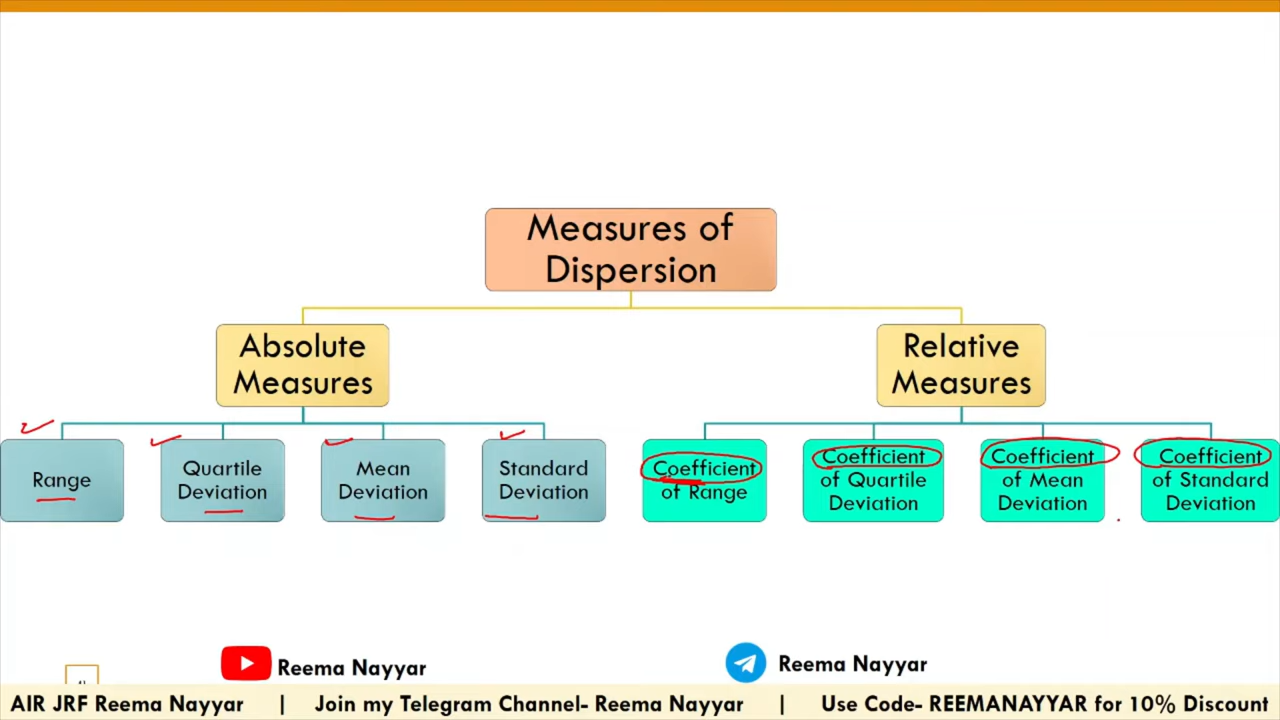 Measures of
Dispersion
Absolute
Measures
Relative
Measures
Range
Quartile
Deviation
Mean
Deviation
Standard
Deviation
Coefficient
of Range
Coefficient
of Quartile
Deviation
Coefficient
of Mean
Deviation
Coefficient
of Standard
Deviation
Reema Nayyar
Reema Nayyar
AIR JRF Reema Nayyar | Join my Telegram Channel- Reema Nayyar | Use Code- REEMANAYYAR for 10% Discount